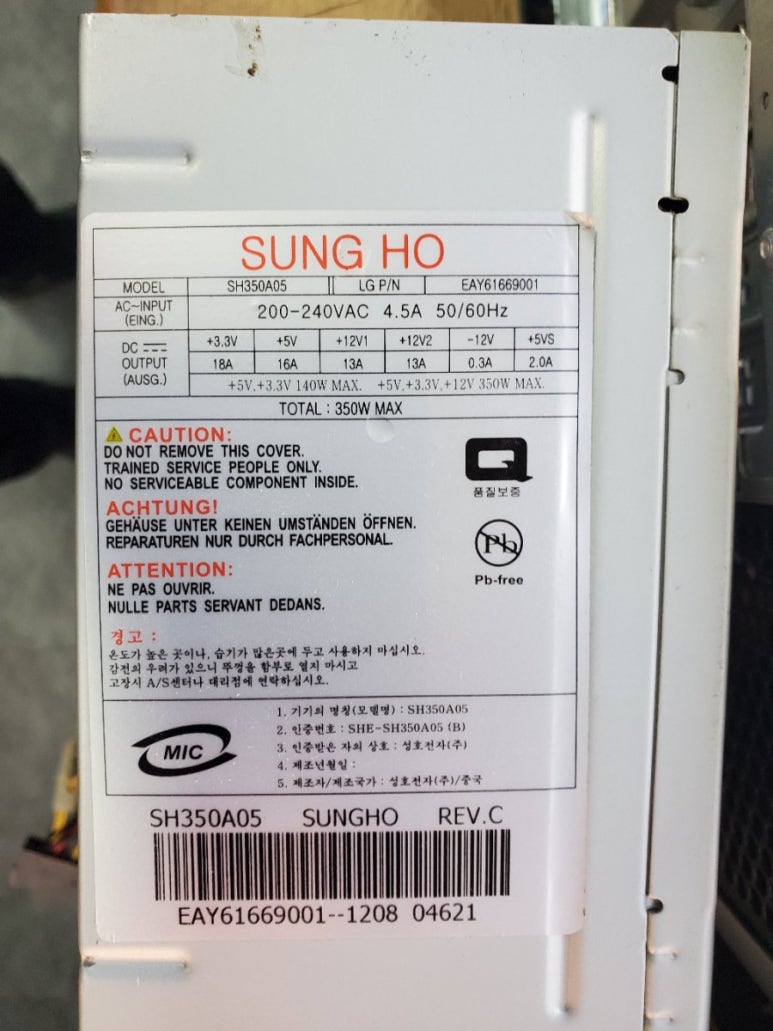 SUNG HO
MODEL SH350A05 LG P/N EAY61669001
AC~INPUT (EING.) 200-240VAC 4.5A 50/60Hz
DC OUTPUT (AUSG.)
+3.3V +5V +12V1 +12V2 -12V +5VS
18A 16A 13A 13A 0.3A 2.0A
+5V,+3.3V 140W MAX. +5V,+3.3V,+12V 350W MAX.
TOTAL : 350W MAX
CAUTION:
DO NOT REMOVE THIS COVER.
TRAINED SERVICE PEOPLE ONLY.
NO SERVICEABLE COMPONENT INSIDE.
Q
품질보증
ACHTUNG!
GEHÄUSE UNTER KEINEN UMSTÄNDEN ÖFFNEN.
REPARATUREN NUR DURCH FACHPERSONAL.
Pb
Pb-free
ATTENTION:
NE PAS OUVRIR.
NULLE PARTS SERVANT DEDANS.
경고 :
온도가 높은 곳이나, 습기가 많은곳에 두고 사용하지 마십시오.
감전의 우려가 있으니 뚜껑을 함부로 열지 마시고
고장시 A/S센터나 대리점에 연락하십시오.
MIC
1. 기기의 명칭(모델명) : SH350A05
2. 인증번호 : SHE-SH350A05 (B)
3. 인증받은 자의 상호 : 성호전자(주)
4. 제조년월일 :
5. 제조자/제조국가 : 성호전자(주)/중국
SH350A05 SUNGHO REV.C
EAY61669001--1208 04621